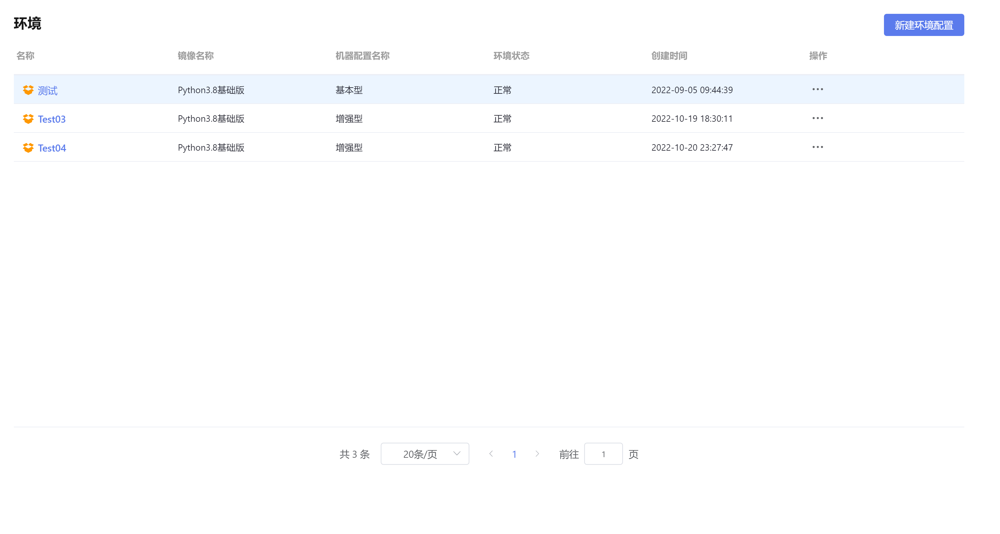 环境
新建环境配置
名称 镜像名称 机器配置名称 环境状态 创建时间 操作
测试 Python3.8基础版 基本型 正常 2022-09-05 09:44:39
Test03 Python3.8基础版 增强型 正常 2022-10-19 18:30:11
Test04 Python3.8基础版 增强型 正常 2022-10-20 23:27:47
共 3 条 20条/页 1 前往 1 页